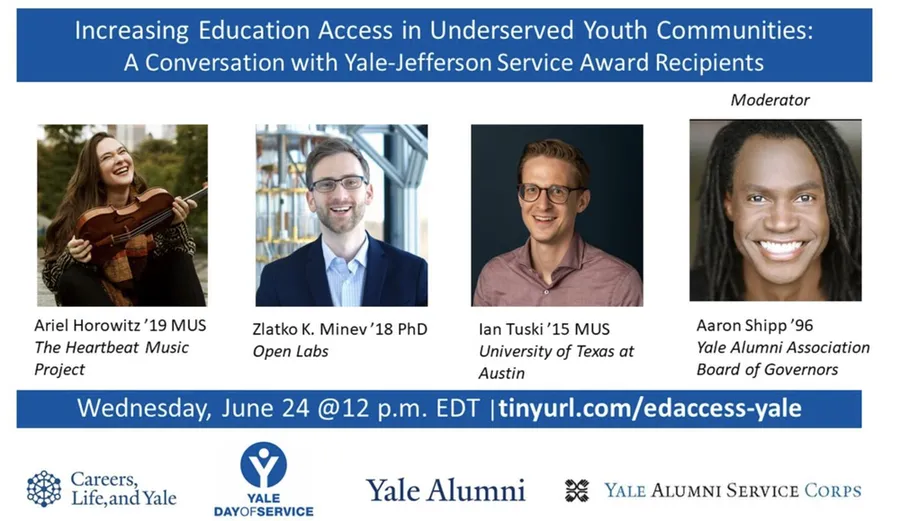 Increasing Education Access in Underserved Youth Communities:
A Conversation with Yale-Jefferson Service Award Recipients
Moderator
Ariel Horowitz ’19 MUS
The Heartbeat Music
Project
Zlatko K. Minev ’18 PhD
Open Labs
Ian Tuski ’15 MUS
University of Texas at
Austin
Aaron Shipp ’96
Yale Alumni Association
Board of Governors
Wednesday, June 24 @12 p.m. EDT |tinyurl.com/edaccess-yale
Careers,
Life, and Yale
Y
YALE
DAYOFSERVICE
Yale Alumni
YALE ALUMNI SERVICE CORPS